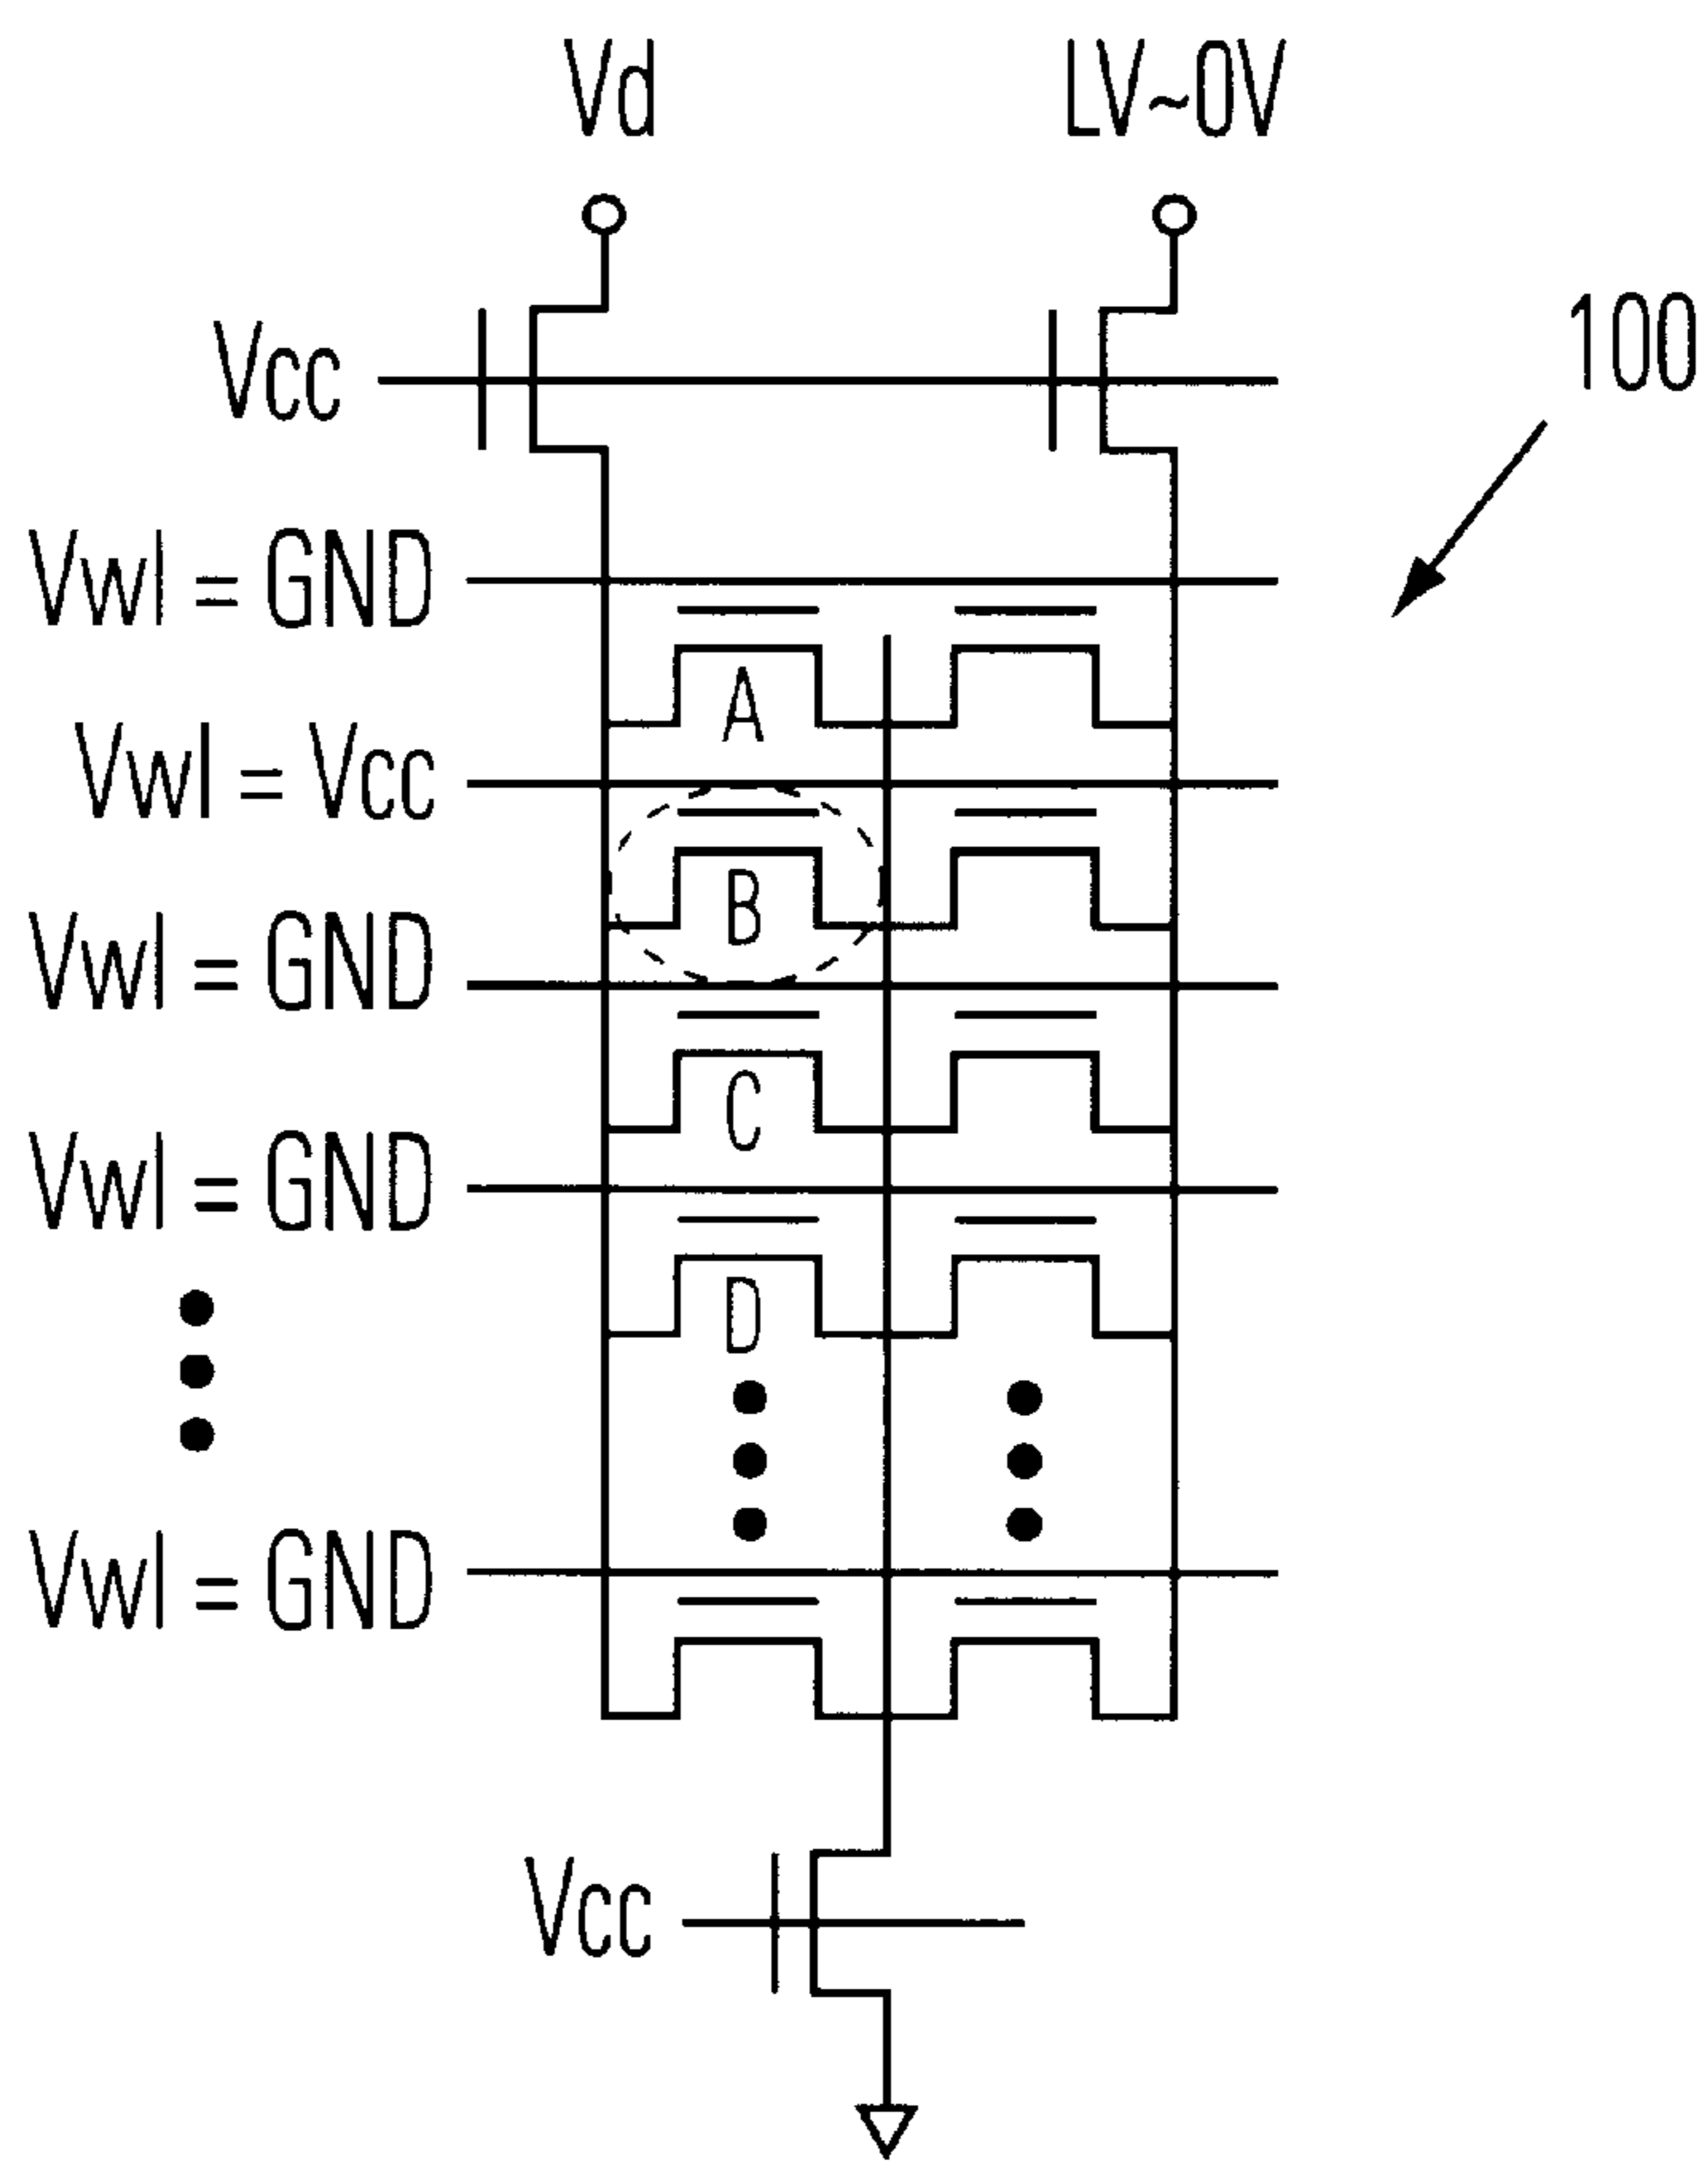 Vd
LV~0V
Vcc
100
Vwl = GND
A
Vwl = Vcc
B
Vwl = GND
C
Vwl = GND
D
Vwl = GND
Vcc